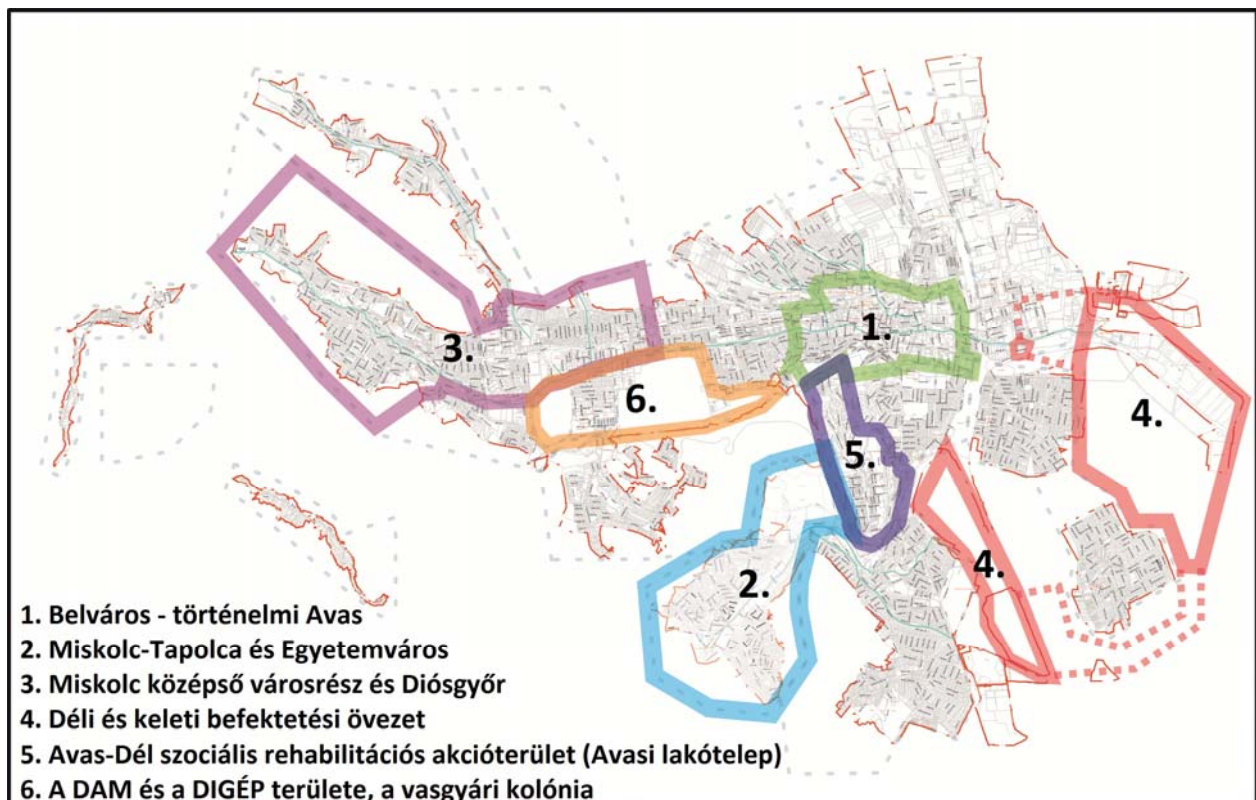 1.
3.
6.
4.
5.
4.
2.
1. Belváros - történelmi Avas
2. Miskolc-Tapolca és Egyetemváros
3. Miskolc középső városrész és Diósgyőr
4. Déli és keleti befektetési övezet
5. Avas-Dél szociális rehabilitációs akcióterület (Avasi lakótelep)
6. A DAM és a DIGÉP területe, a vasgyári kolónia